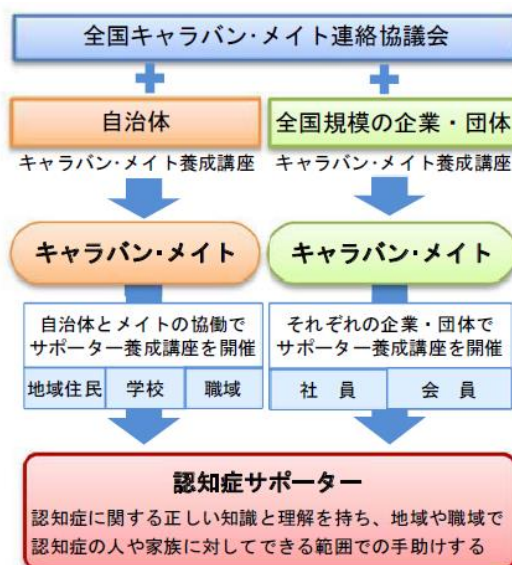 全国キャラバン・メイト連絡協議会
自治体
全国規模の企業・団体
キャラバン・メイト養成講座
キャラバン・メイト養成講座
キャラバン・メイト
キャラバン・メイト
自治体とメイトの協働で
サポーター養成講座を開催
それぞれの企業・団体で
サポーター養成講座を開催
地域住民
学校
職域
社 員
会 員
認知症サポーター
認知症に関する正しい知識と理解を持ち、地域や職域で
認知症の人や家族に対してできる範囲での手助けする